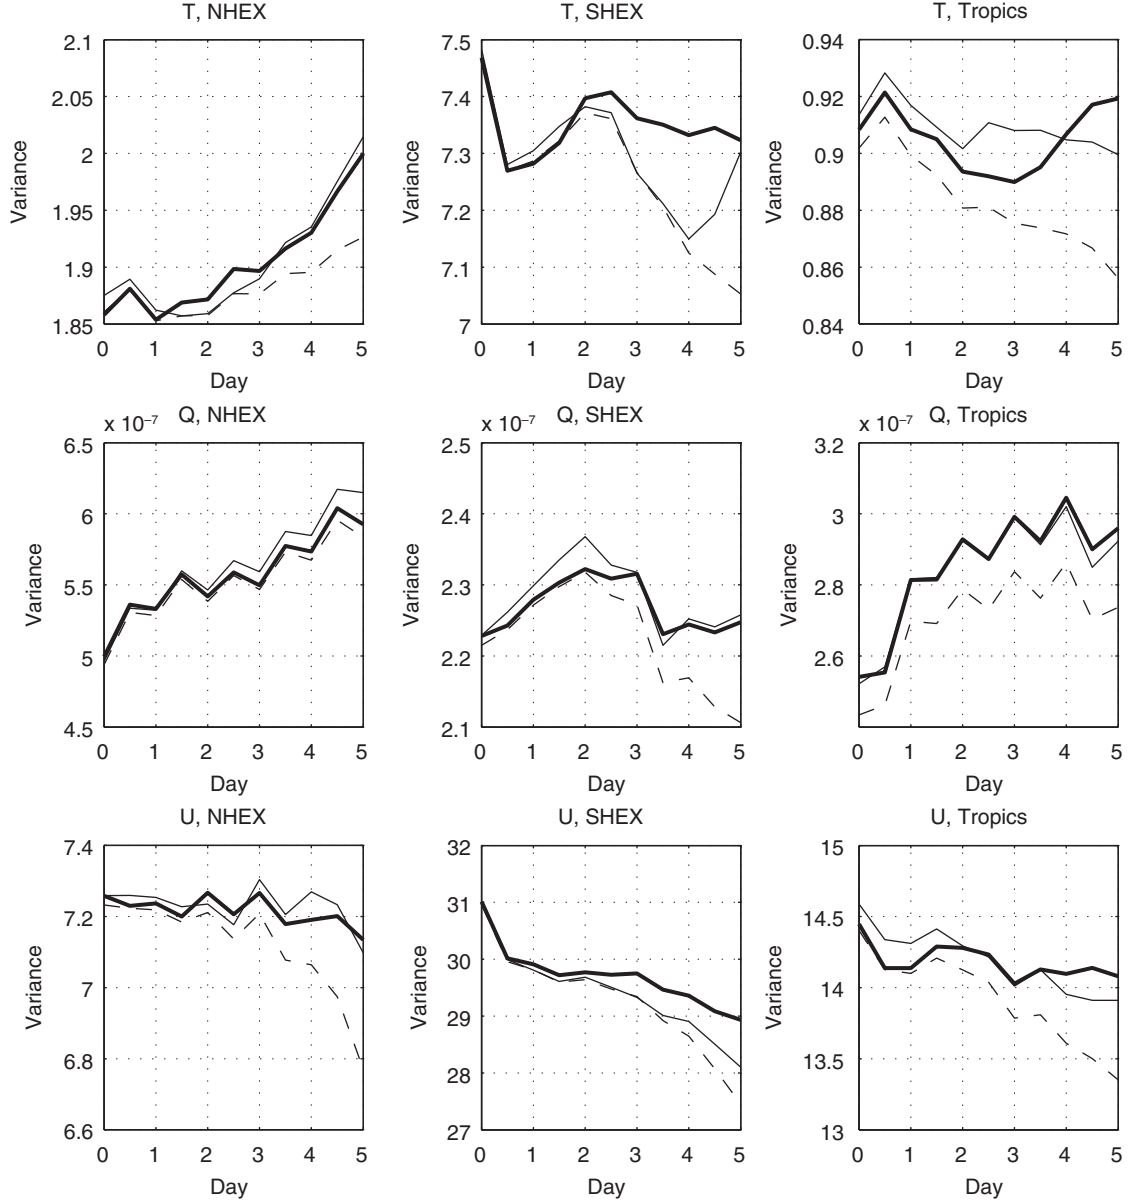 T, NHEX
T, SHEX
T, Tropics
2.1
2.05
2
1.95
1.9
1.85
Variance
0 1 2 3 4 5
Day
7.5
7.4
7.3
7.2
7.1
7
Variance
0 1 2 3 4 5
Day
0.94
0.92
0.9
0.88
0.86
0.84
Variance
0 1 2 3 4 5
Day
x 10⁻⁷ Q, NHEX
x 10⁻⁷ Q, SHEX
x 10⁻⁷ Q, Tropics
6.5
6
5.5
5
4.5
Variance
0 1 2 3 4 5
Day
2.5
2.4
2.3
2.2
2.1
Variance
0 1 2 3 4 5
Day
3.2
3
2.8
2.6
Variance
0 1 2 3 4 5
Day
U, NHEX
U, SHEX
U, Tropics
7.4
7.2
7
6.8
6.6
Variance
0 1 2 3 4 5
Day
32
31
30
29
28
27
Variance
0 1 2 3 4 5
Day
15
14.5
14
13.5
13
Variance
0 1 2 3 4 5
Day